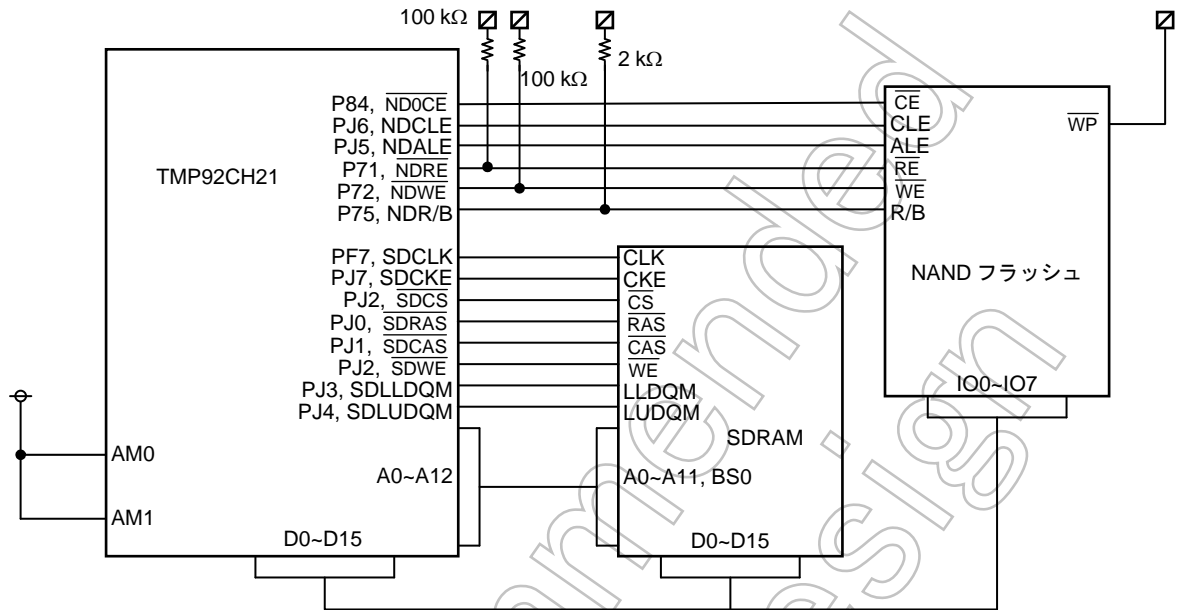 100 kΩ
100 kΩ
2 kΩ
TMP92CH21
P84, ND0CE
PJ6, NDCLE
PJ5, NDALE
P71, NDRE
P72, NDWE
P75, NDR/B
PF7, SDCLK
PJ7, SDCKE
PJ2, SDCS
PJ0, SDRAS
PJ1, SDCAS
PJ2, SDWE
PJ3, SDLLDQM
PJ4, SDLUDQM
AM0
AM1
A0~A12
D0~D15
CLK
CKE
CS
RAS
CAS
WE
LLDQM
LUDQM
SDRAM
A0~A11, BS0
D0~D15
CE
CLE
ALE
RE
WE
R/B
WP
NAND フラッシュ
IO0~IO7